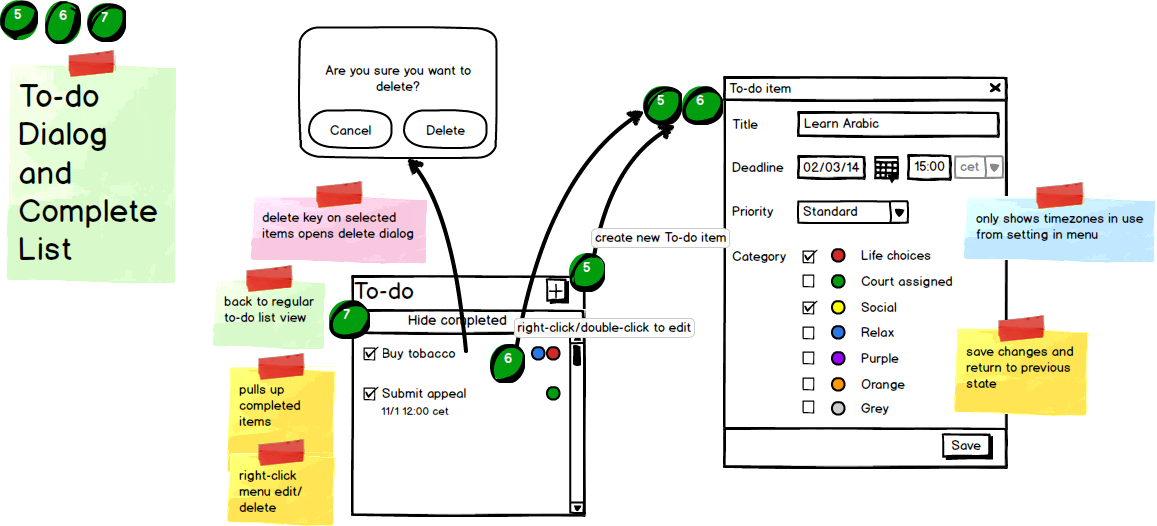 5
6
7
To-do
Dialog
and
Complete
List
Are you sure you want to
delete?
Cancel
Delete
delete key on selected
items opens delete dialog
back to regular
to-do list view
pulls up
completed
items
right-click
menu edit/
delete
create new To-do item
5
To-do
7
Hide completed
right-click/double-click to edit
6
Buy tobacco
Submit appeal
11/1 12:00 cet
5
6
To-do item
Title
Learn Arabic
Deadline
02/03/14
15:00
cet
Priority
Standard
Category
Life choices
Court assigned
Social
Relax
Purple
Orange
Grey
Save
only shows timezones in use
from setting in menu
save changes and
return to previous
state